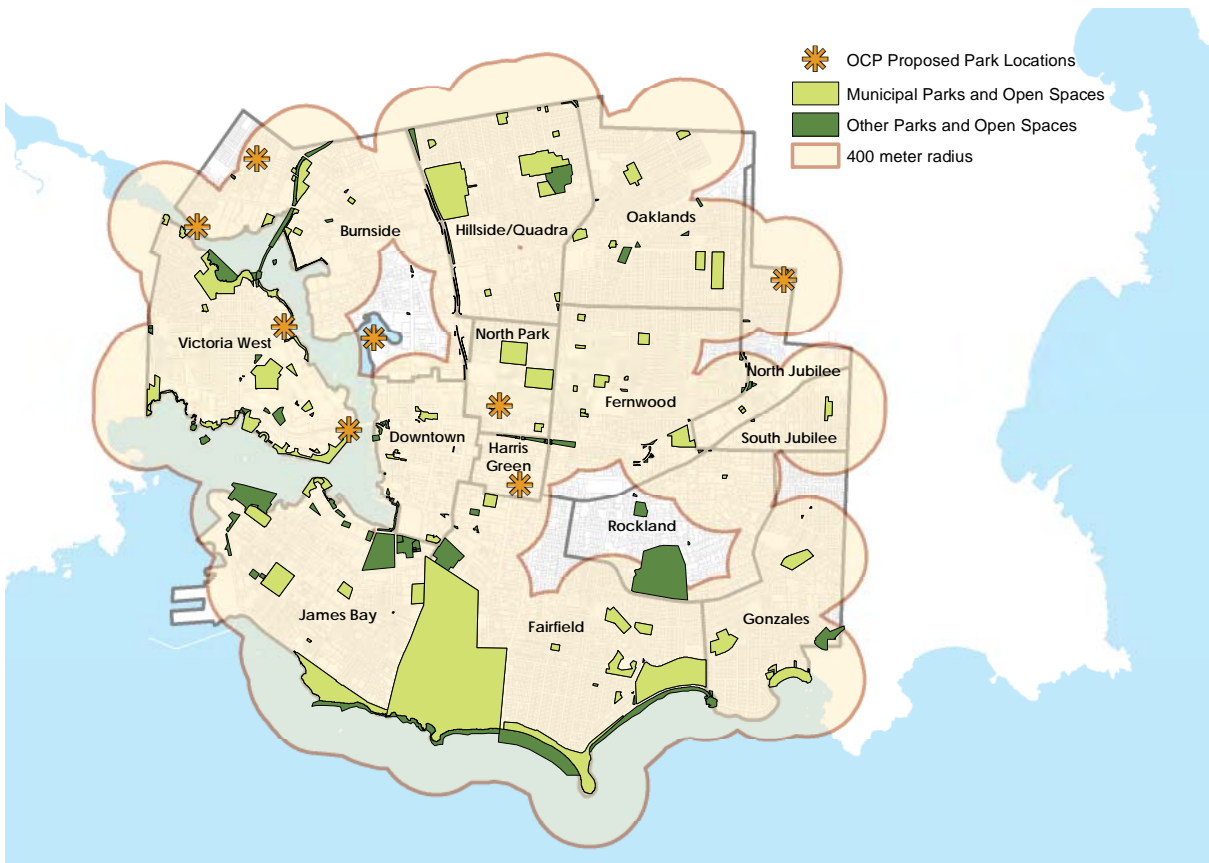 OCP Proposed Park Locations
Municipal Parks and Open Spaces
Other Parks and Open Spaces
400 meter radius
Burnside
Hillside/Quadra
Oaklands
Victoria West
North Park
North Jubilee
Fernwood
Downtown
South Jubilee
Harris
Green
Rockland
James Bay
Fairfield
Gonzales